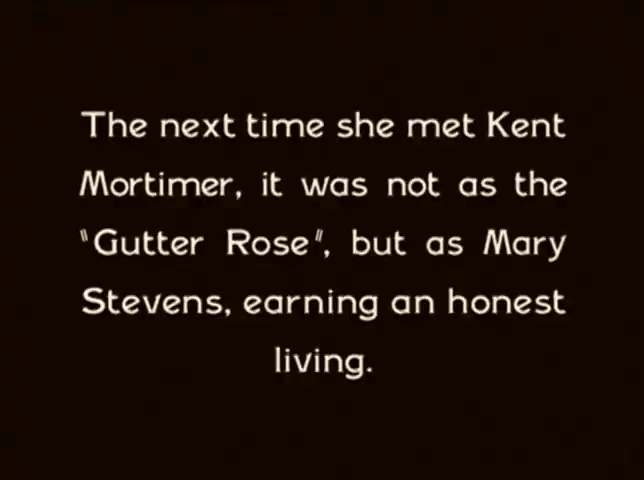 The next time she met Kent
Mortimer, it was not as the
"Gutter Rose", but as Mary
Stevens, earning an honest
living.